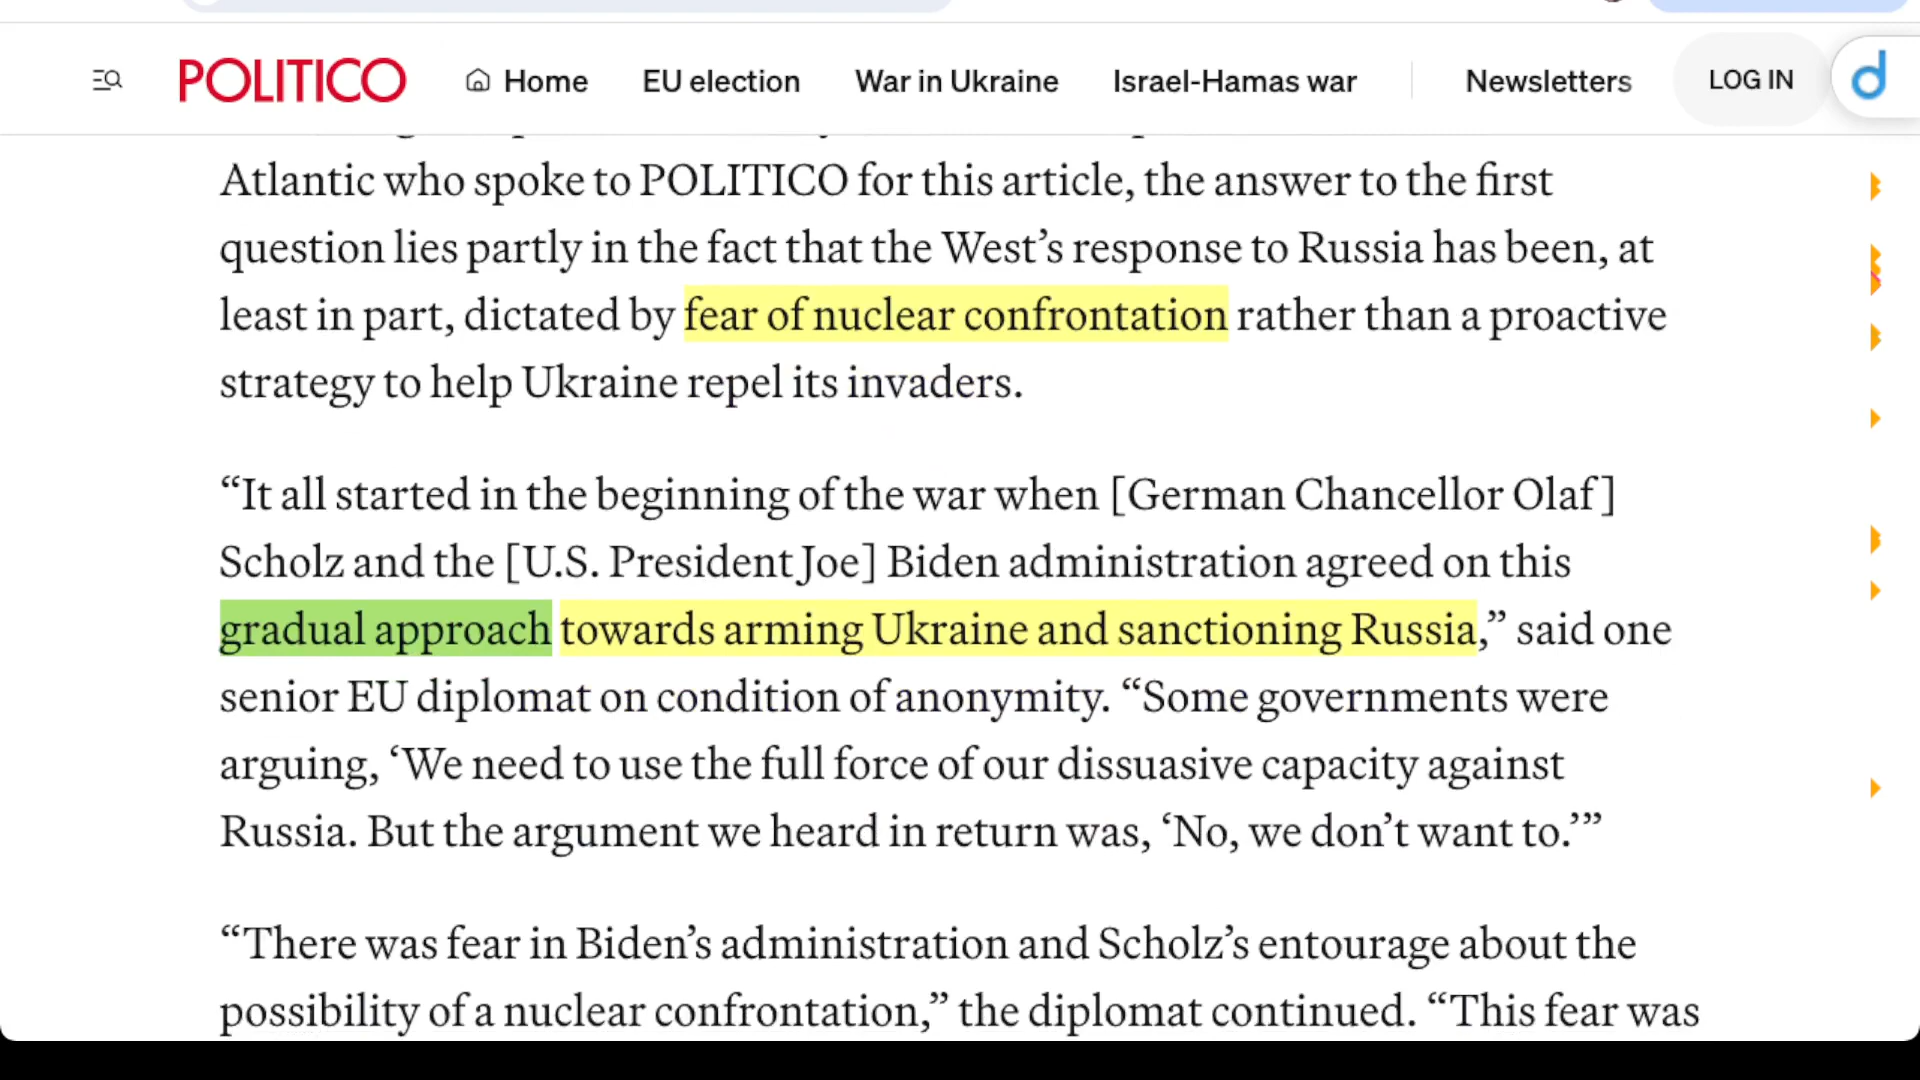 POLITICO
Home
EU election
War in Ukraine
Israel-Hamas war
Newsletters
LOG IN
Atlantic who spoke to POLITICO for this article, the answer to the first
question lies partly in the fact that the West’s response to Russia has been, at
least in part, dictated by fear of nuclear confrontation rather than a proactive
strategy to help Ukraine repel its invaders.
“It all started in the beginning of the war when [German Chancellor Olaf]
Scholz and the [U.S. President Joe] Biden administration agreed on this
gradual approach towards arming Ukraine and sanctioning Russia,” said one
senior EU diplomat on condition of anonymity. “Some governments were
arguing, ‘We need to use the full force of our dissuasive capacity against
Russia. But the argument we heard in return was, ‘No, we don’t want to.’”
“There was fear in Biden’s administration and Scholz’s entourage about the
possibility of a nuclear confrontation,” the diplomat continued. “This fear was